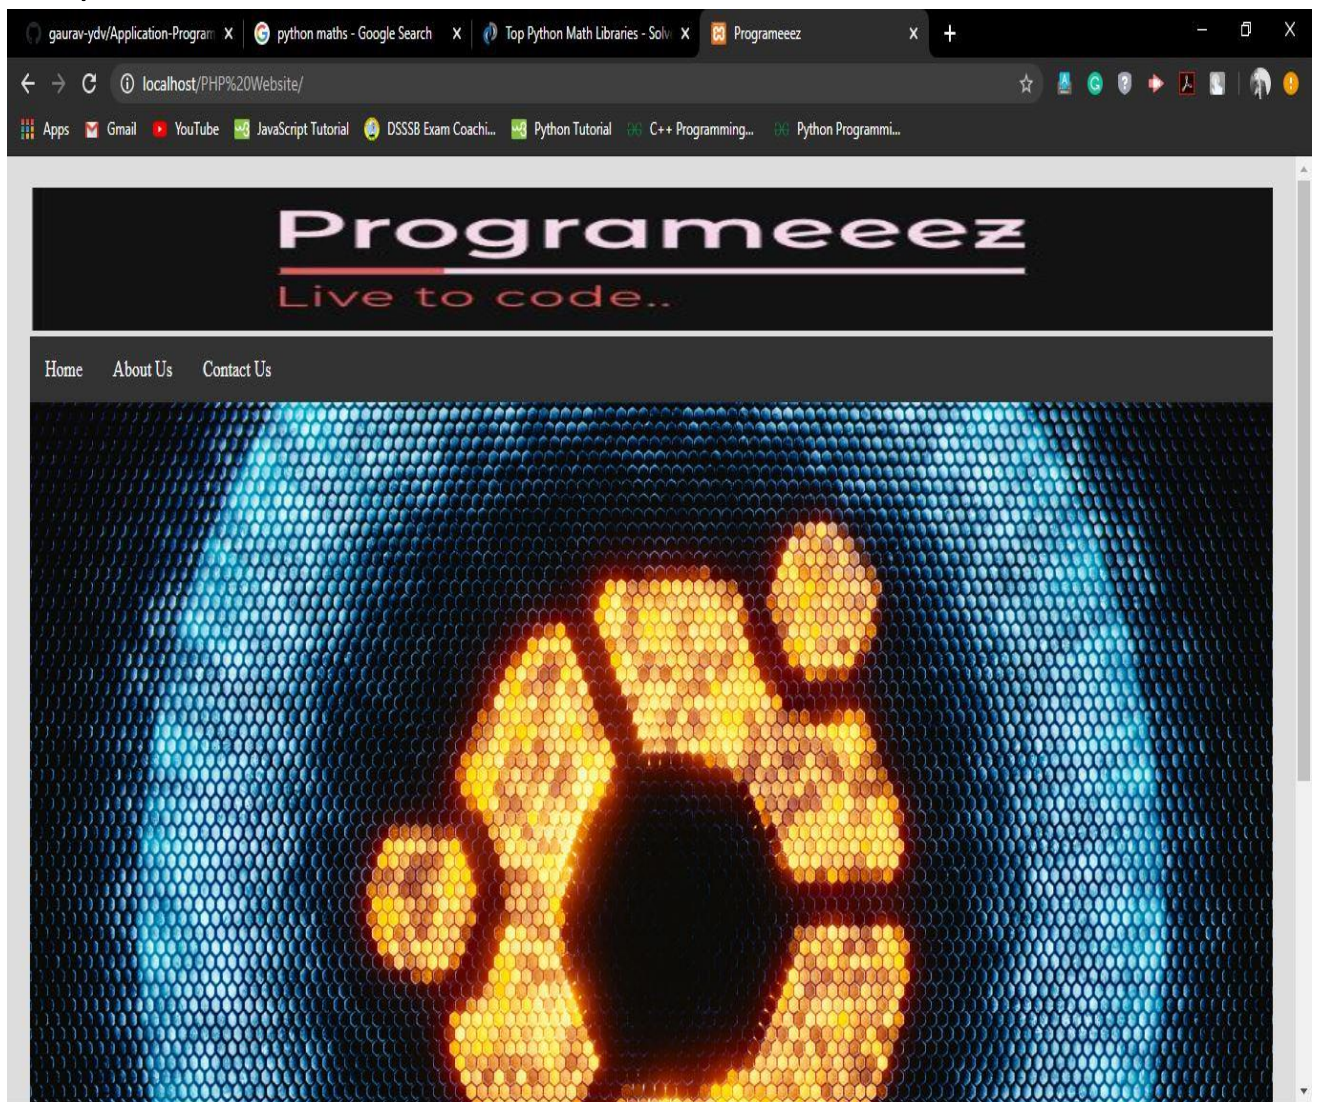 gaurav-ydv/Application-Program python maths - Google Search Top Python Math Libraries - Solv Programeeez
localhost/PHP%20Website/
Apps Gmail YouTube JavaScript Tutorial DSSSB Exam Coachi... Python Tutorial C++ Programming... Python Programmi...
Programeeez
Live to code..
Home About Us Contact Us